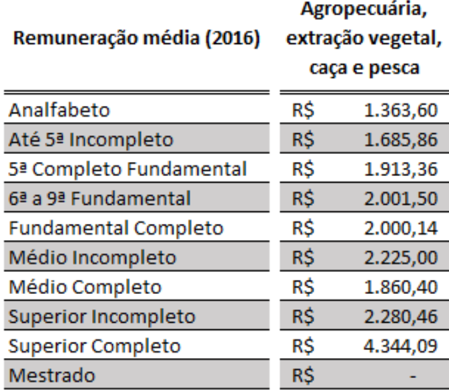 Remuneração média (2016) Agropecuária, extração vegetal, caça e pesca
Analfabeto R$ 1.363,60
Até 5ª Incompleto R$ 1.685,86
5ª Completo Fundamental R$ 1.913,36
6ª a 9ª Fundamental R$ 2.001,50
Fundamental Completo R$ 2.000,14
Médio Incompleto R$ 2.225,00
Médio Completo R$ 1.860,40
Superior Incompleto R$ 2.280,46
Superior Completo R$ 4.344,09
Mestrado R$ -